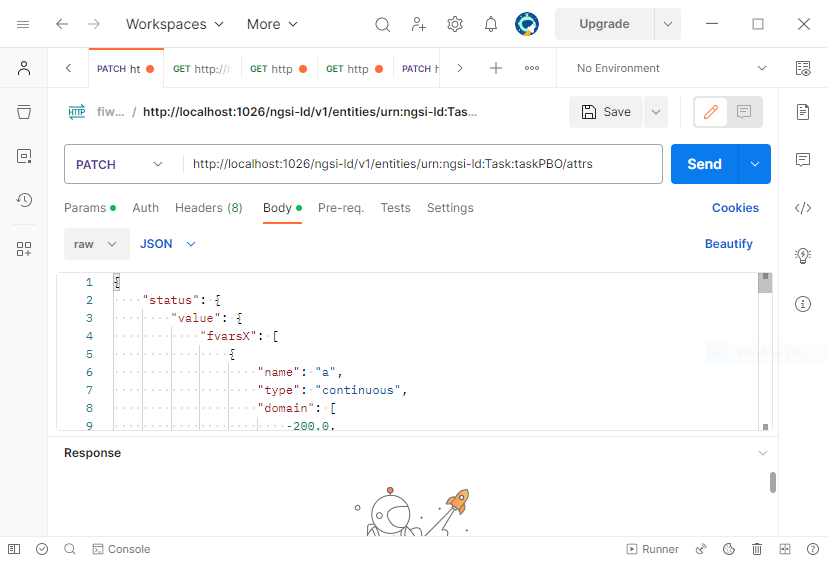 Workspaces More Upgrade
PATCH ht GET http://t GET http GET http PATCH h No Environment
HTTP fiw... / http://localhost:1026/ngsi-ld/v1/entities/urn:ngsi-ld:Tas... Save
PATCH http://localhost:1026/ngsi-ld/v1/entities/urn:ngsi-ld:Task:taskPBO/attrs Send
Params Auth Headers (8) Body Pre-req. Tests Settings Cookies
raw JSON Beautify
1 {
2 "status": {
3 "value": {
4 "fvarsX": [
5 {
6 "name": "a",
7 "type": "continuous",
8 "domain": [
9 -200.0,
Window Snip
Response
Console Runner